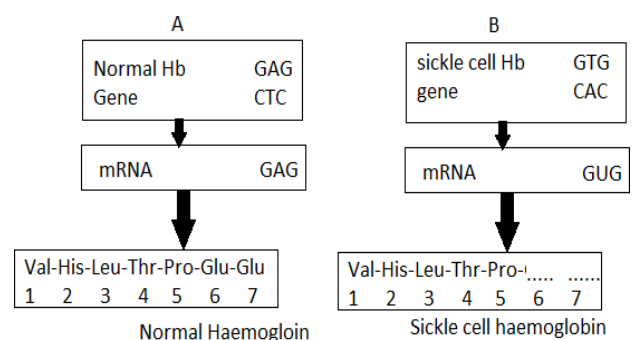 A
Normal Hb GAG
Gene CTC
mRNA GAG
Val-His-Leu-Thr-Pro-Glu-Glu
1 2 3 4 5 6 7
Normal Haemogloin
B
sickle cell Hb GTG
gene CAC
mRNA GUG
Val-His-Leu-Thr-Pro-(..... ......
1 2 3 4 5 6 7
Sickle cell haemoglobin